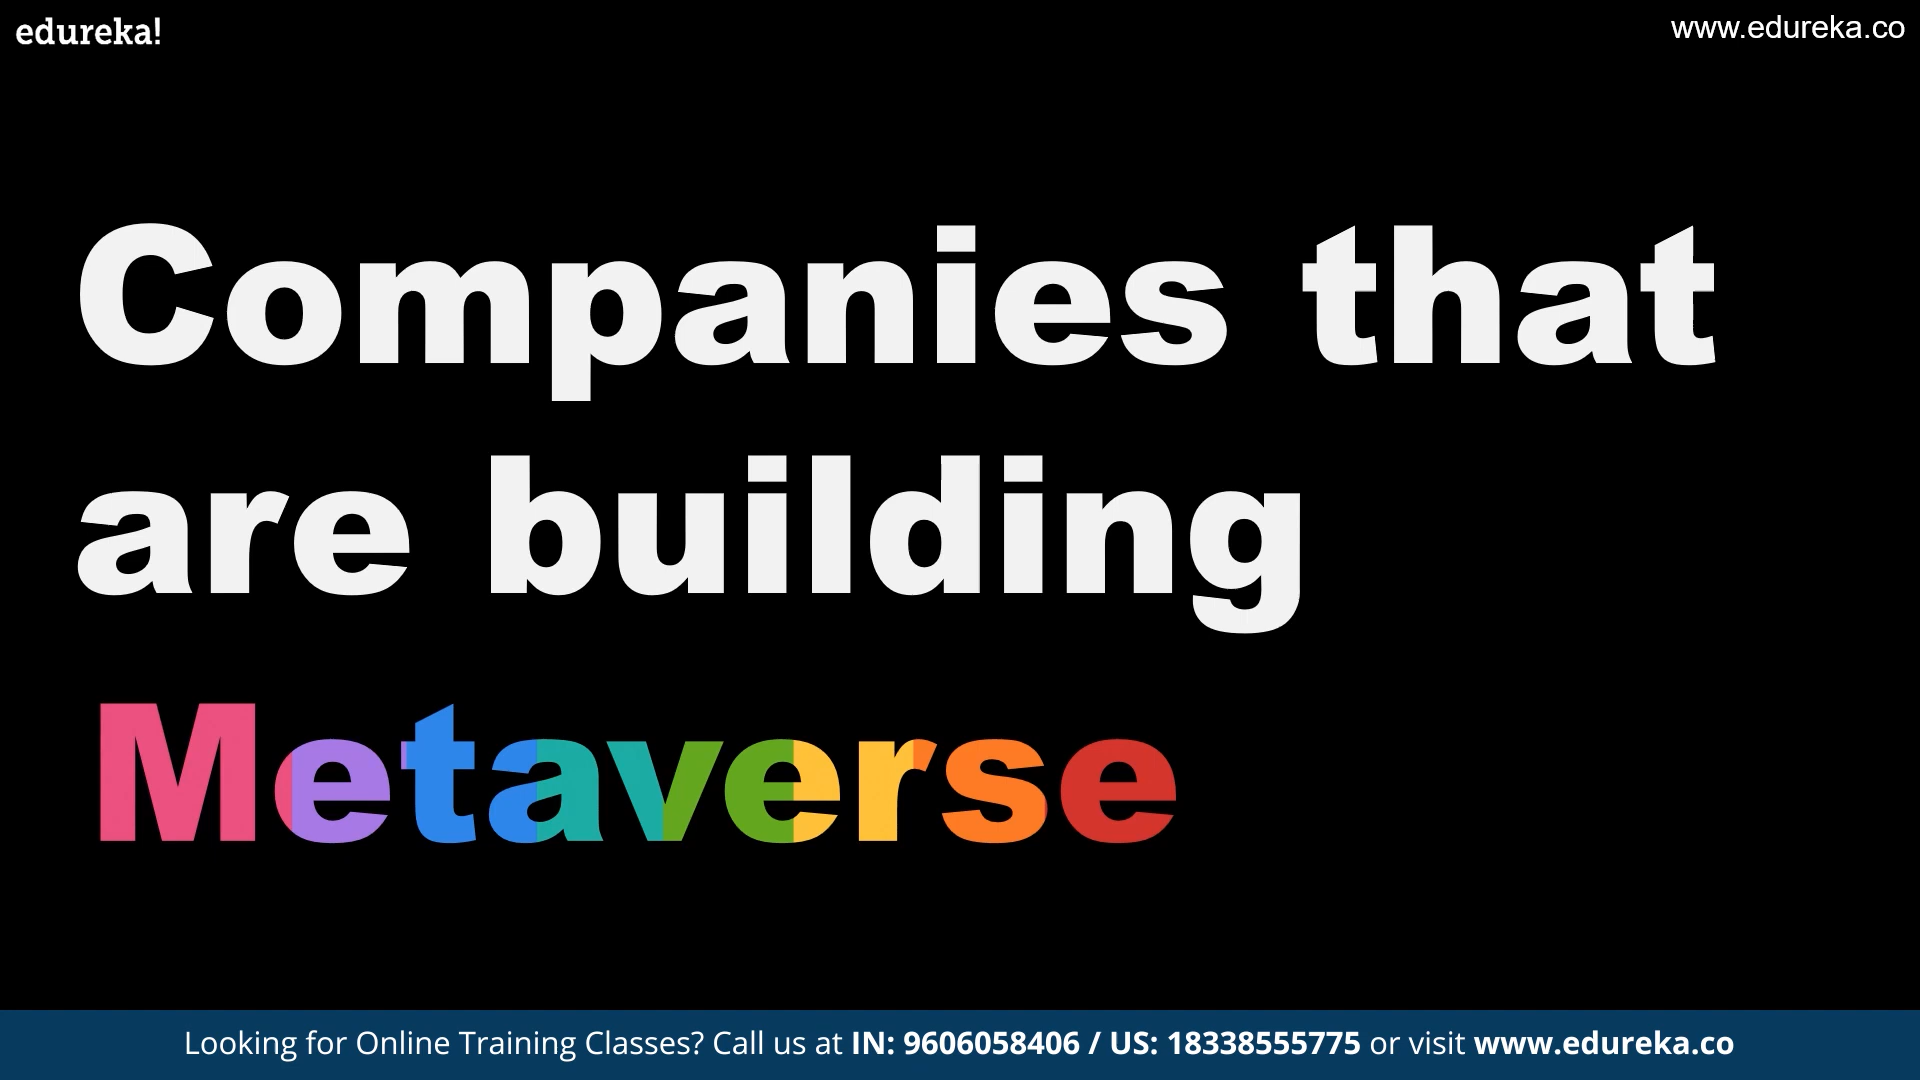 edureka!
www.edureka.co
Companies that
are building
Metaverse
Looking for Online Training Classes? Call us at IN: 9606058406 / US: 18338555775 or visit www.edureka.co